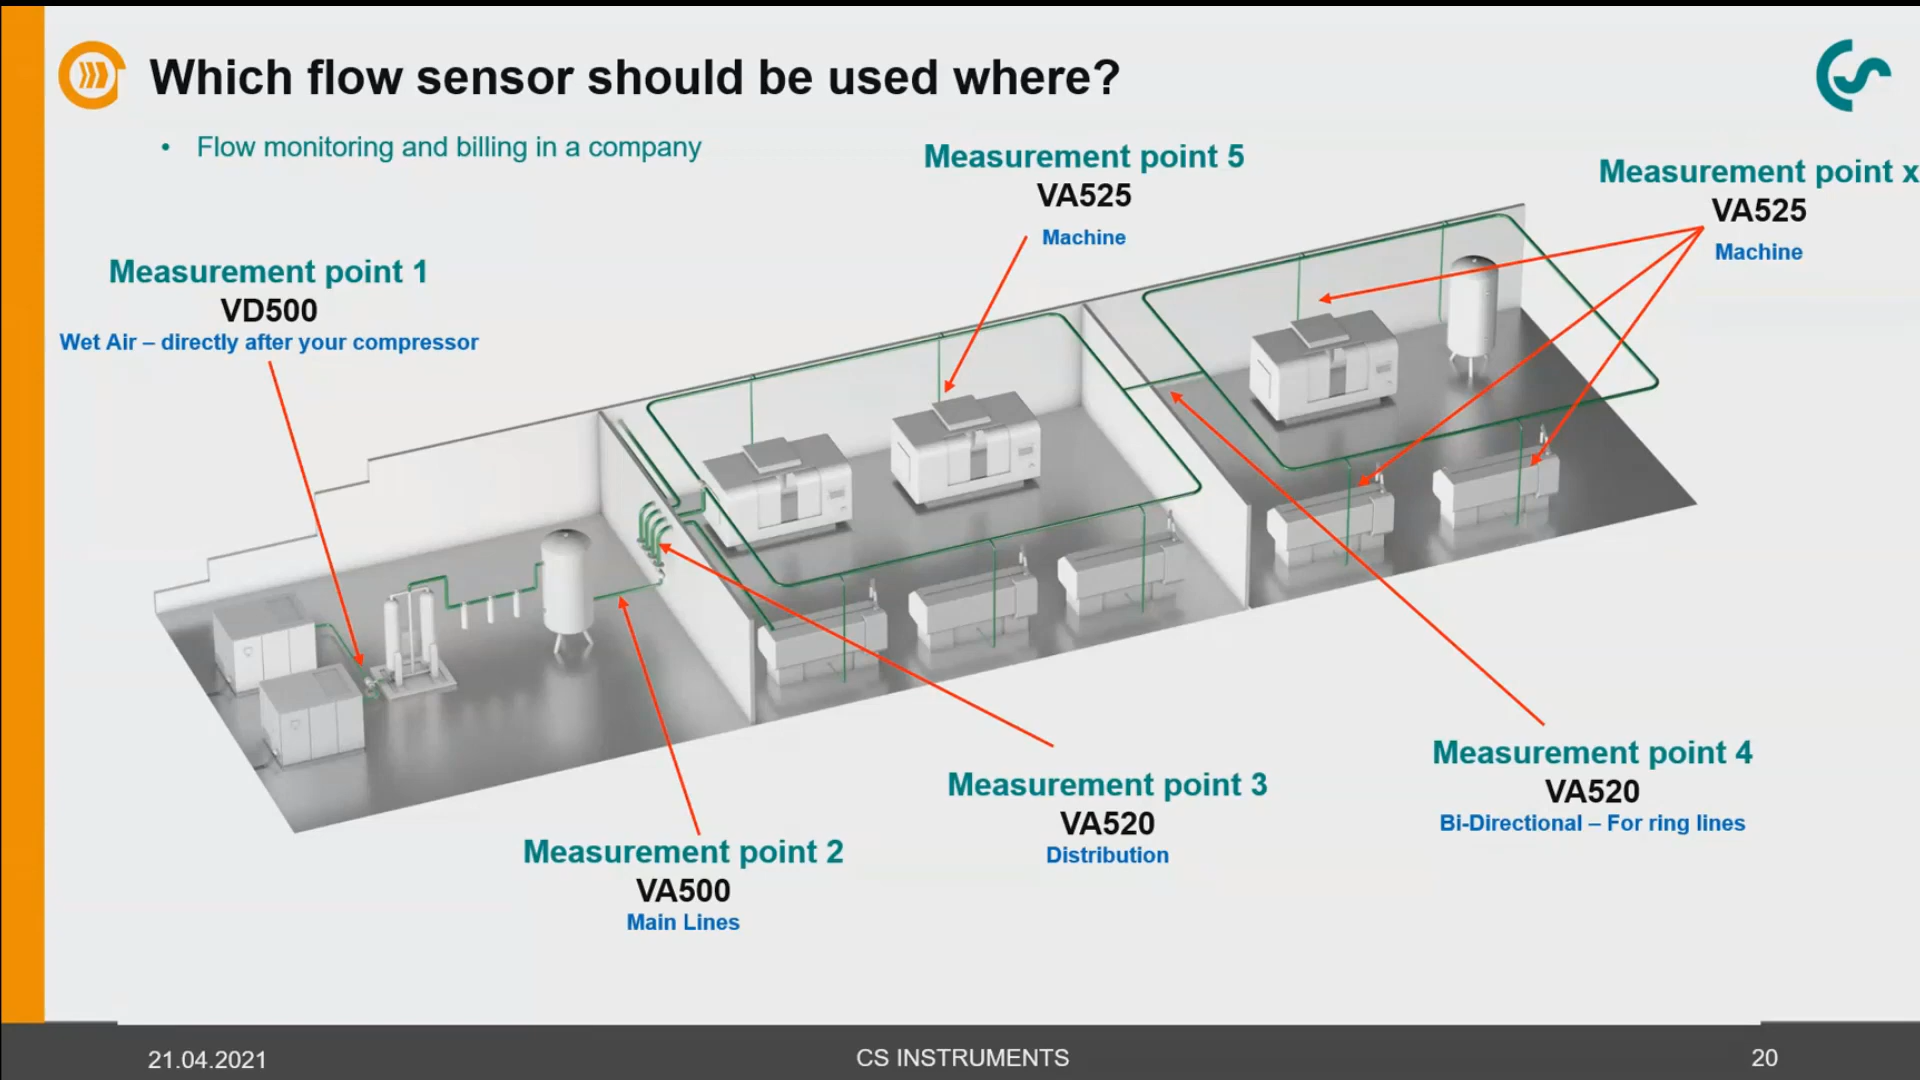 Which flow sensor should be used where?
• Flow monitoring and billing in a company
Measurement point 5
VA525
Machine
Measurement point x
VA525
Machine
Measurement point 1
VD500
Wet Air – directly after your compressor
Measurement point 4
VA520
Bi-Directional – For ring lines
Measurement point 3
VA520
Distribution
Measurement point 2
VA500
Main Lines
21.04.2021
CS INSTRUMENTS
20